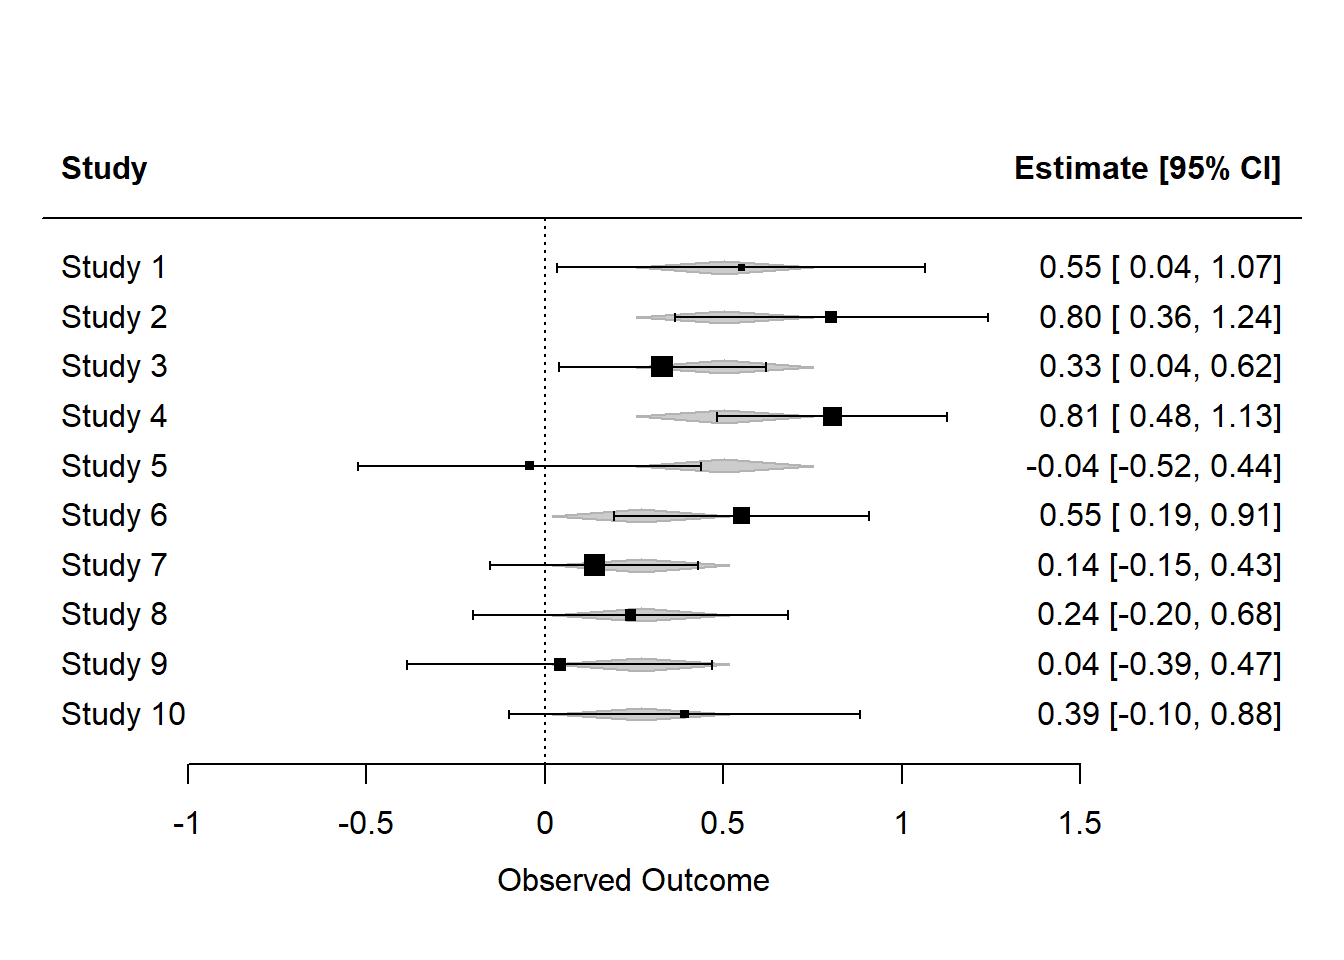 Study Estimate [95% CI]
Study 1 0.55 [ 0.04, 1.07]
Study 2 0.80 [ 0.36, 1.24]
Study 3 0.33 [ 0.04, 0.62]
Study 4 0.81 [ 0.48, 1.13]
Study 5 -0.04 [-0.52, 0.44]
Study 6 0.55 [ 0.19, 0.91]
Study 7 0.14 [-0.15, 0.43]
Study 8 0.24 [-0.20, 0.68]
Study 9 0.04 [-0.39, 0.47]
Study 10 0.39 [-0.10, 0.88]
-1 -0.5 0 0.5 1 1.5
Observed Outcome